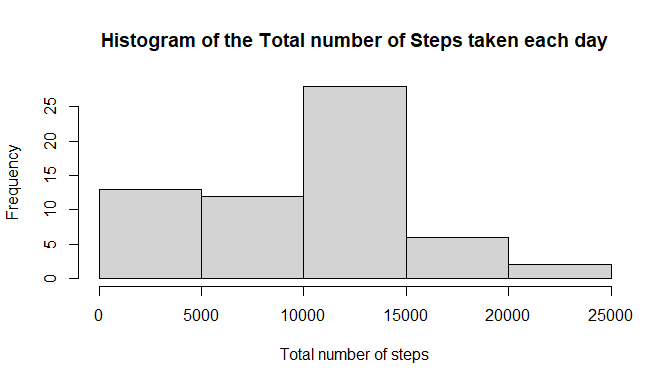 Histogram of the Total number of Steps taken each day
Frequency
25
20
15
10
5
0
0 5000 10000 15000 20000 25000
Total number of steps